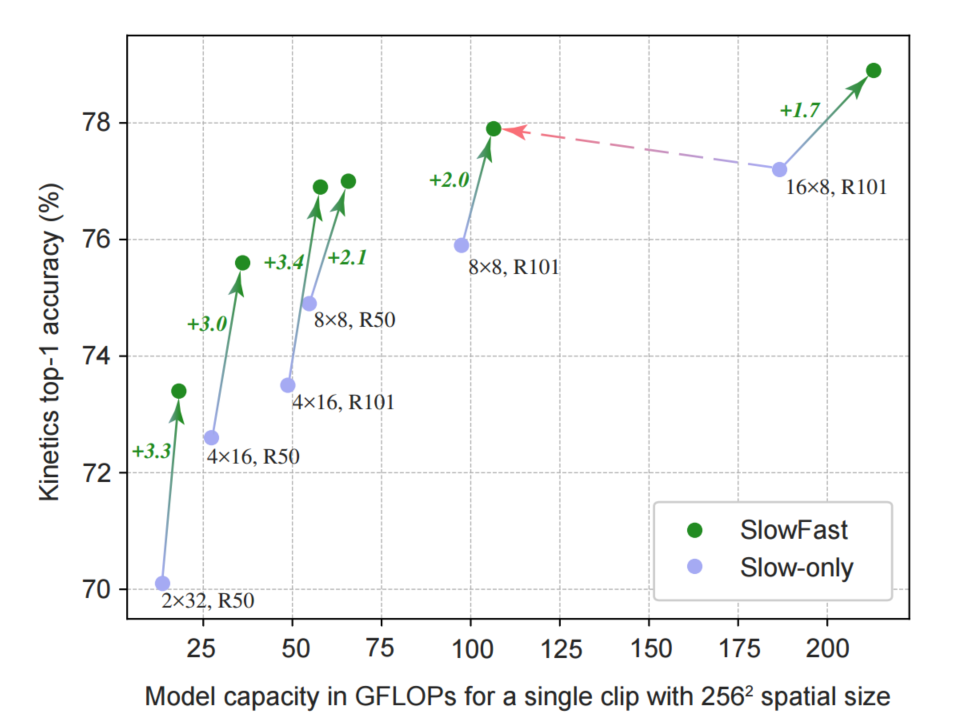 Kinetics top-1 accuracy (%)
78
76
74
72
70
+1.7
16×8, R101
+2.0
8×8, R101
+3.4
+2.1
8×8, R50
4×16, R101
+3.0
4×16, R50
+3.3
2×32, R50
SlowFast
Slow-only
25 50 75 100 125 150 175 200
Model capacity in GFLOPs for a single clip with 256² spatial size